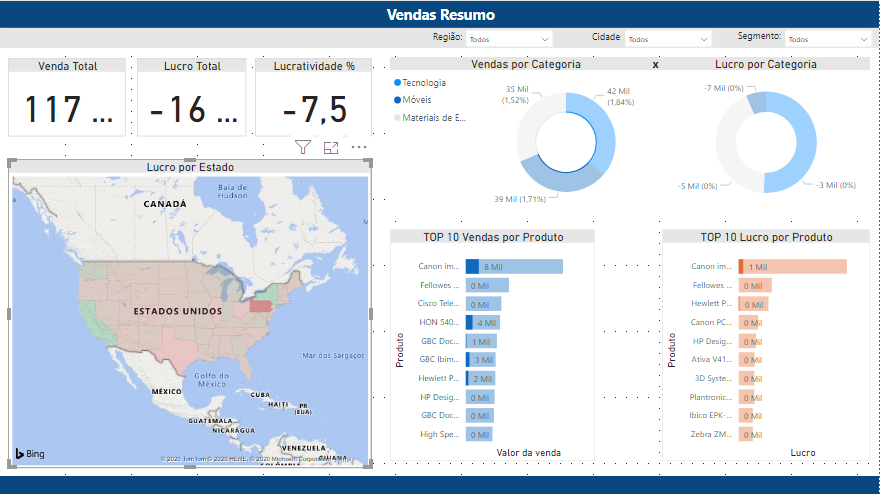 Vendas Resumo
Região: Todos
Cidade Todos
Segmento: Todos
Venda Total
117 ...
Lucro Total
-16 ...
Lucratividade %
-7,5
Vendas por Categoria
x
Lucro por Categoria
Tecnologia
Móveis
Materiais de E...
35 Mil
(1,52%)
42 Mil
(1,84%)
39 Mil (1,71%)
-7 Mil (0%)
-5 Mil (0%)
-3 Mil (0%)
Lucro por Estado
Baia de
Hudson
CANADÁ
ESTADOS UNIDOS
Mar dos Sargaços
Golfo do
México
MÉXICO
CUBA
HAITI
PR
(EUA)
GUATEMALA
NICARÁGUA
VENEZUELA
Bing
© 2020 TomTom © 2020 HERE, © 2020 Microsoft Corporation
TOP 10 Vendas por Produto
Produto
Canon im... 8 Mil
Fellowes ... 0 Mil
Cisco Tele... 0 Mil
HON 540... 4 Mil
GBC Doc... 1 Mil
GBC Ibim... 3 Mil
Hewlett P... 2 Mil
HP Desig... 0 Mil
GBC Doc... 0 Mil
High Spe... 0 Mil
Valor da venda
TOP 10 Lucro por Produto
Produto
Canon im... 1 Mil
Fellowes ... 0 Mil
Hewlett P... 0 Mil
Canon PC... 0 Mil
HP Desig... 0 Mil
Ativa V41... 0 Mil
3D Syste... 0 Mil
Plantronic... 0 Mil
Ibico EPK-... 0 Mil
Zebra ZM... 0 Mil
Lucro